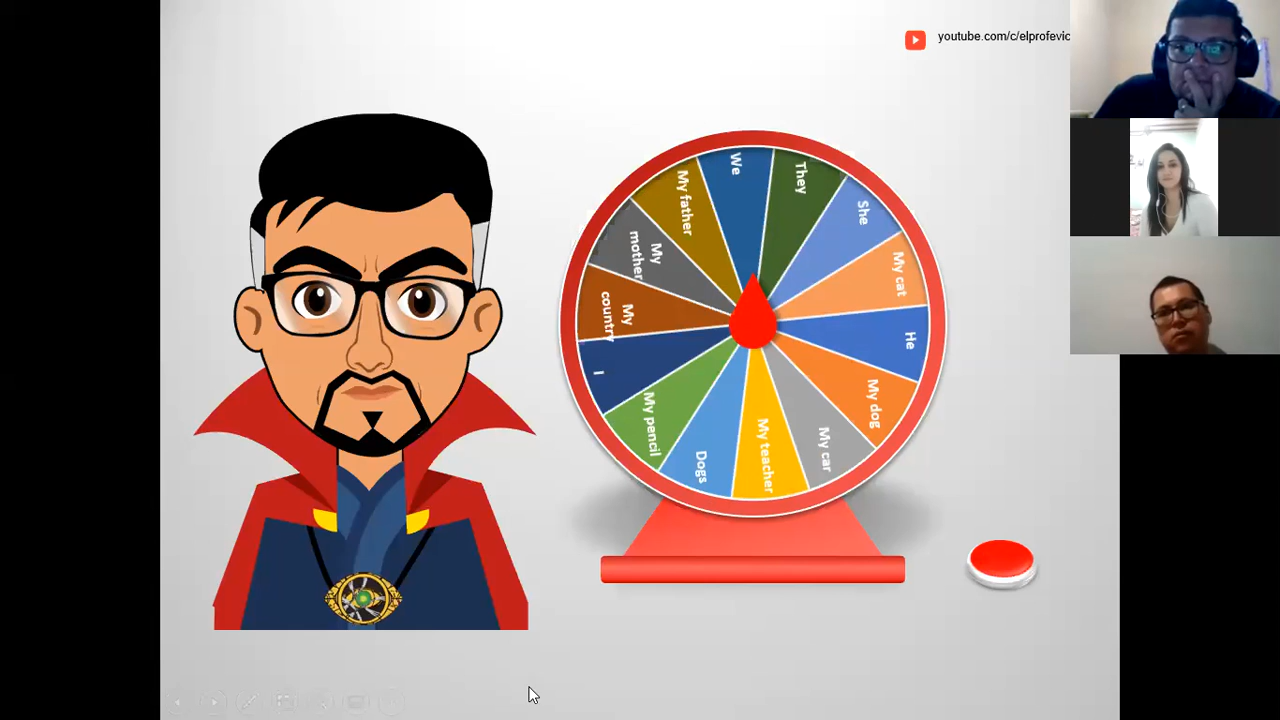 youtube.com/c/elprofevic
We
They
She
My cat
He
My dog
My car
My teacher
Dogs
My pencil
I
My
country
My
mother
My father